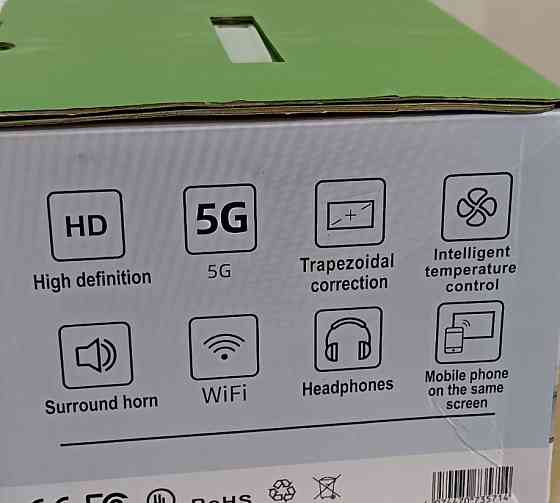 HD
5G
High definition
5G
Trapezoidal
correction
Intelligent
temperature
control
Surround horn
WiFi
Headphones
Mobile phone
on the same
screen